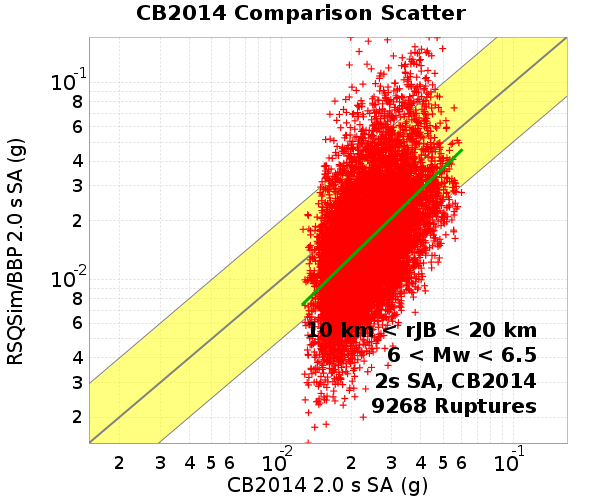 CB2014 Comparison Scatter
RSQSim/BBP 2.0 s SA (g)
10-1
8
6
4
3
2
10-2
8
6
4
3
2
10 km < rJB < 20 km
6 < Mw < 6.5
2s SA, CB2014
9268 Ruptures
2 3 4 5 6 10-2 2 3 4 5 6 10-1
CB2014 2.0 s SA (g)